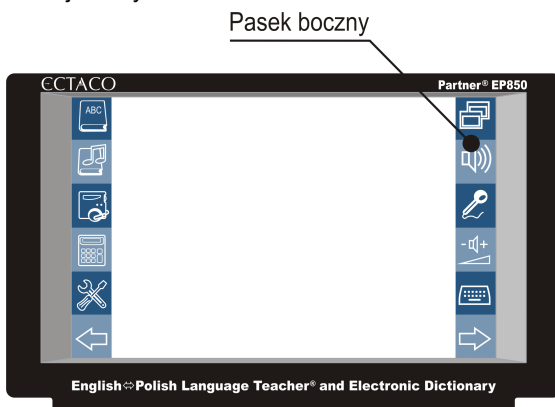 Pasek boczny
ECTACO Partner® EP850
ABC
- +
English⇔Polish Language Teacher® and Electronic Dictionary